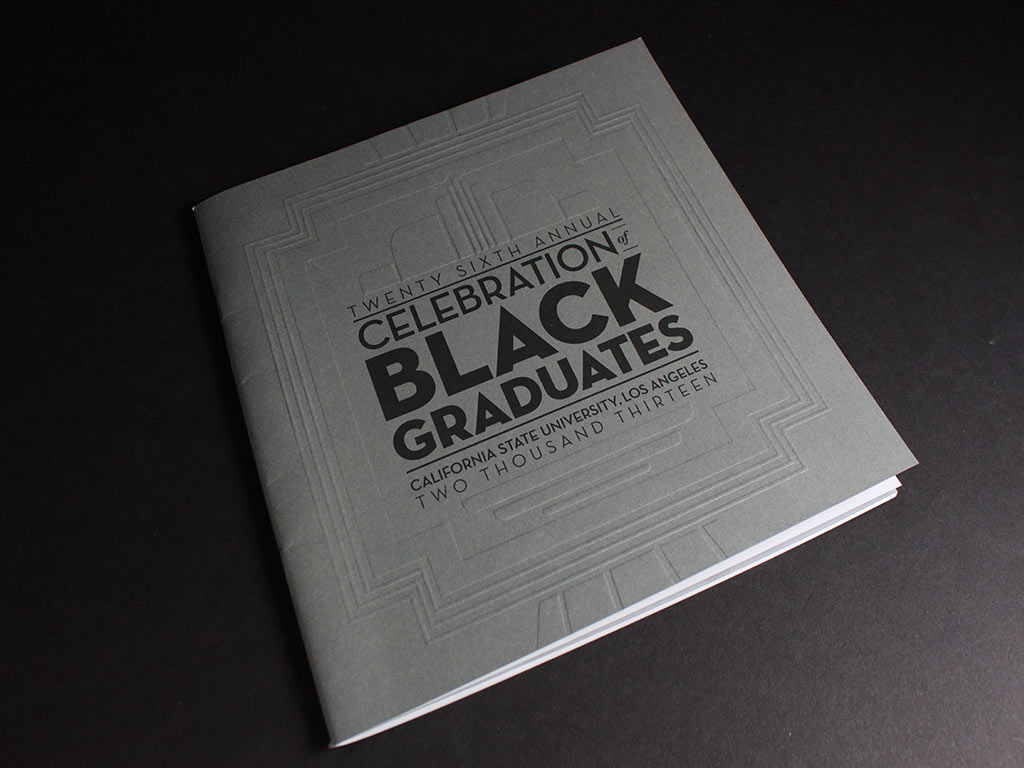 TWENTY SIXTH ANNUAL
CELEBRATION of
BLACK
GRADUATES
CALIFORNIA STATE UNIVERSITY, LOS ANGELES
TWO THOUSAND THIRTEEN